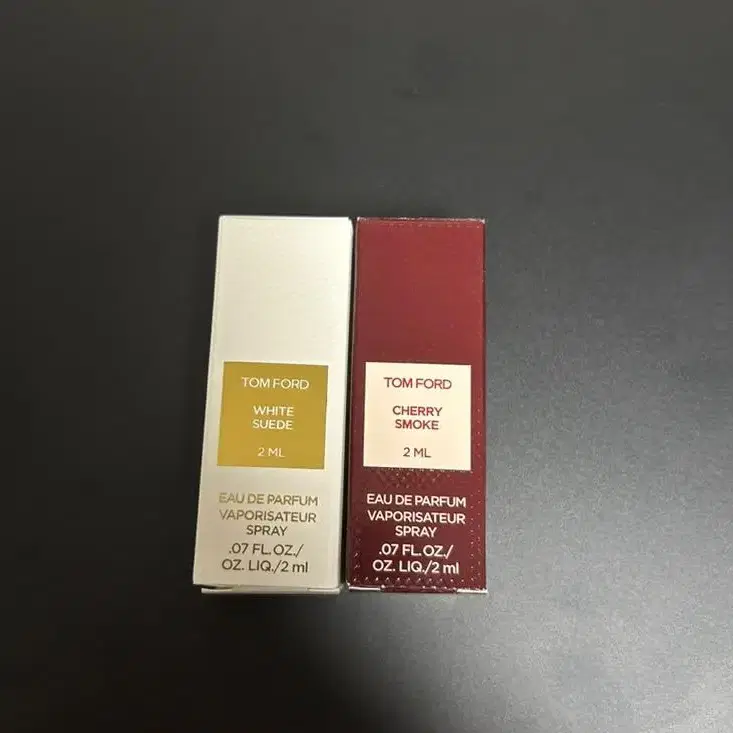 TOM FORD
WHITE
SUEDE
2 ML
EAU DE PARFUM
VAPORISATEUR
SPRAY
.07 FL. OZ./
OZ. LIQ./2 ml
TOM FORD
CHERRY
SMOKE
2 ML
EAU DE PARFUM
VAPORISATEUR
SPRAY
.07 FL. OZ./
OZ. LIQ./2 ml